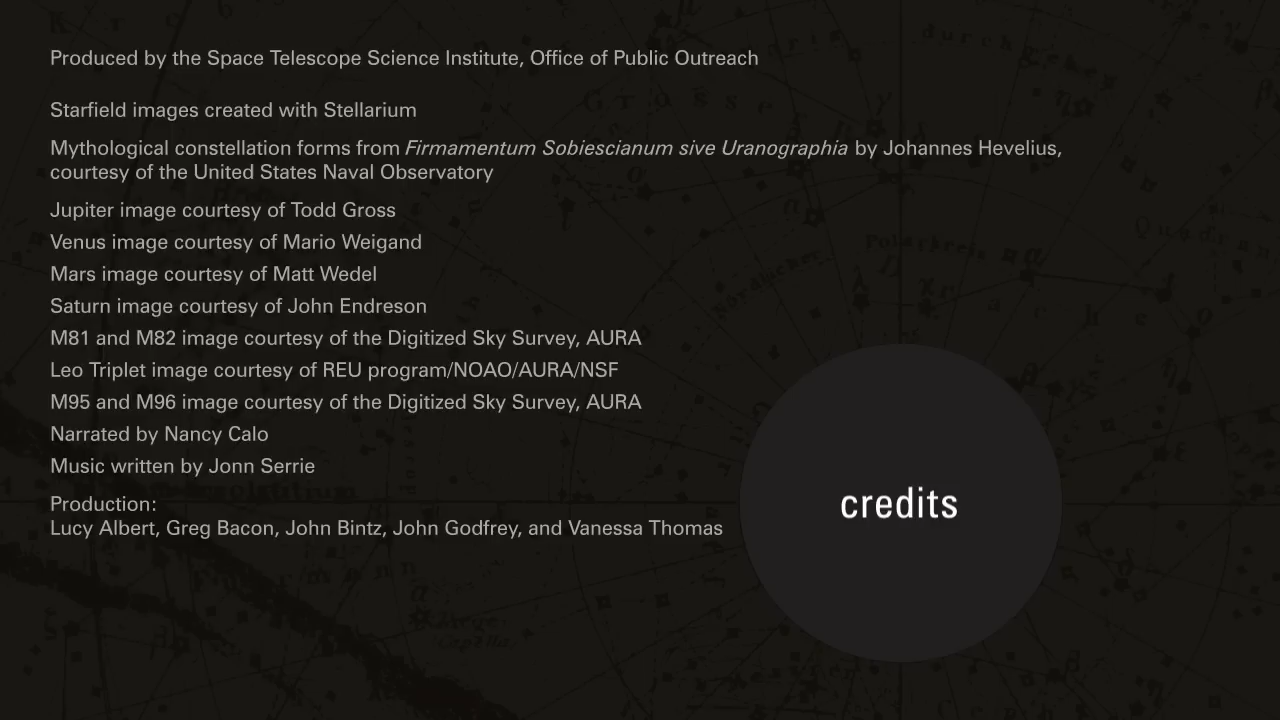 Produced by the Space Telescope Science Institute, Office of Public Outreach
Starfield images created with Stellarium
Mythological constellation forms from Firmamentum Sobiescianum sive Uranographia by Johannes Hevelius,
courtesy of the United States Naval Observatory
Jupiter image courtesy of Todd Gross
Venus image courtesy of Mario Weigand
Mars image courtesy of Matt Wedel
Saturn image courtesy of John Endreson
M81 and M82 image courtesy of the Digitized Sky Survey, AURA
Leo Triplet image courtesy of REU program/NOAO/AURA/NSF
M95 and M96 image courtesy of the Digitized Sky Survey, AURA
Narrated by Nancy Calo
Music written by Jonn Serrie
Production:
Lucy Albert, Greg Bacon, John Bintz, John Godfrey, and Vanessa Thomas
credits